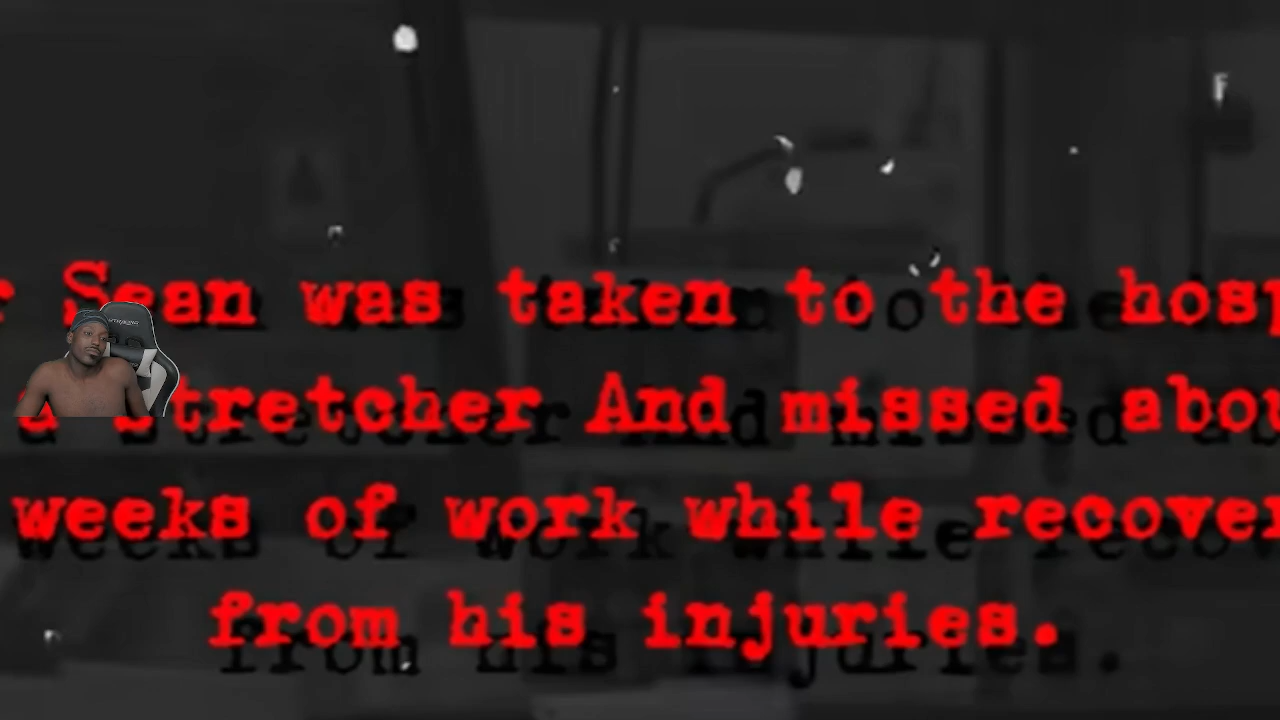 r Sean was taken to the hosp
a stretcher And missed abou
weeks of work while recover
from his injuries.